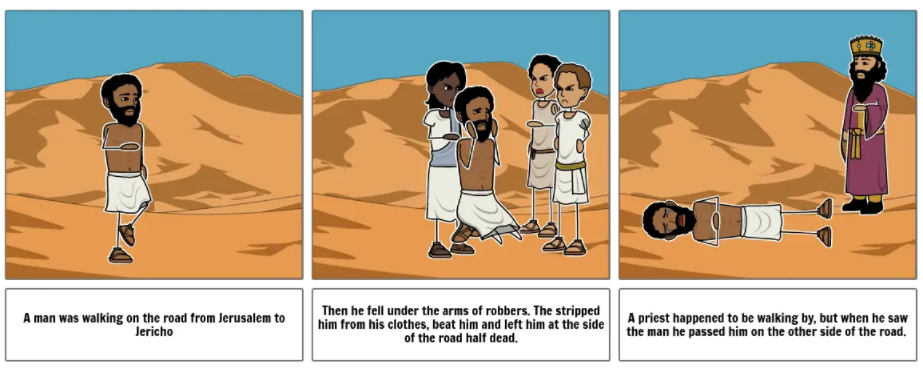 A man was walking on the road from Jerusalem to
Jericho
Then he fell under the arms of robbers. The stripped
him from his clothes, beat him and left him at the side
of the road half dead.
A priest happened to be walking by, but when he saw
the man he passed him on the other side of the road.